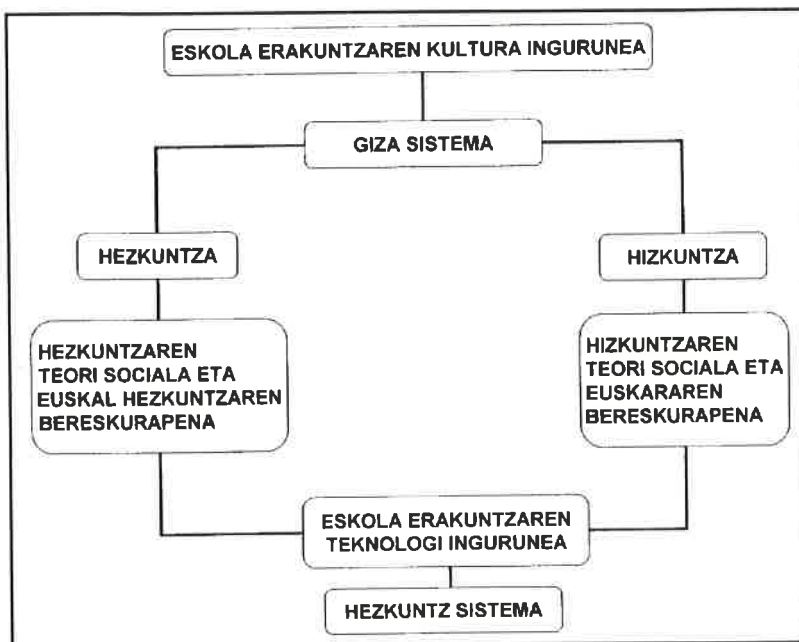 ESKOLA ERAKUNTZAREN KULTURA INGURUNEA
GIZA SISTEMA
HEZKUNTZA
HIZKUNTZA
HEZKUNTZAREN
TEORI SOCIALA ETA
EUSKAL HEZKUNTZAREN
BERESKURAPENA
HIZKUNTZAREN
TEORI SOCIALA ETA
EUSKARAREN
BERESKURAPENA
ESKOLA ERAKUNTZAREN
TEKNOLOGI INGURUNEA
HEZKUNTZ SISTEMA